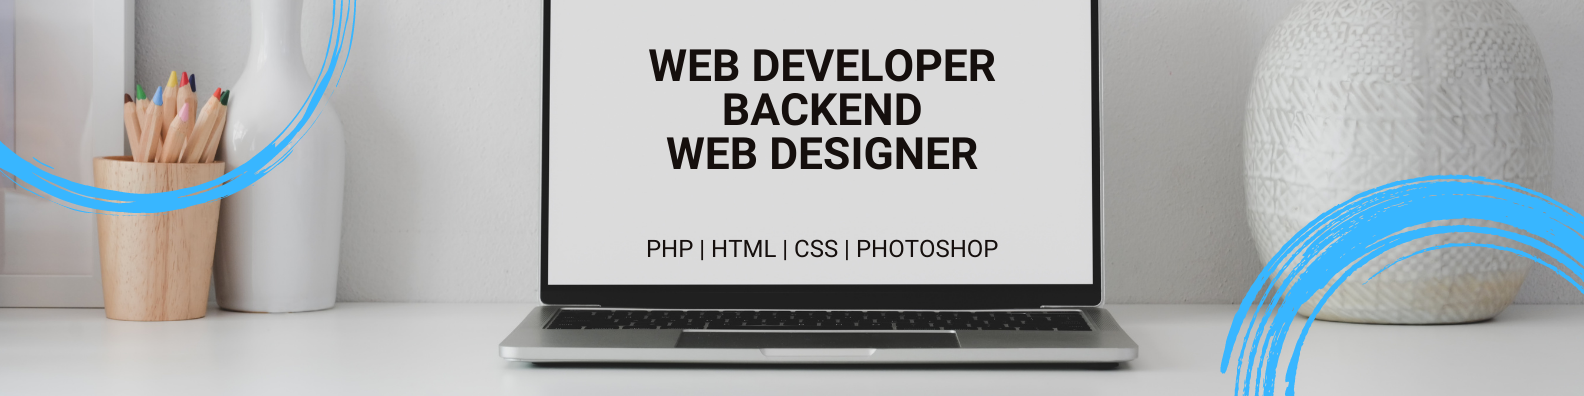 WEB DEVELOPER
BACKEND
WEB DESIGNER
PHP | HTML | CSS | PHOTOSHOP